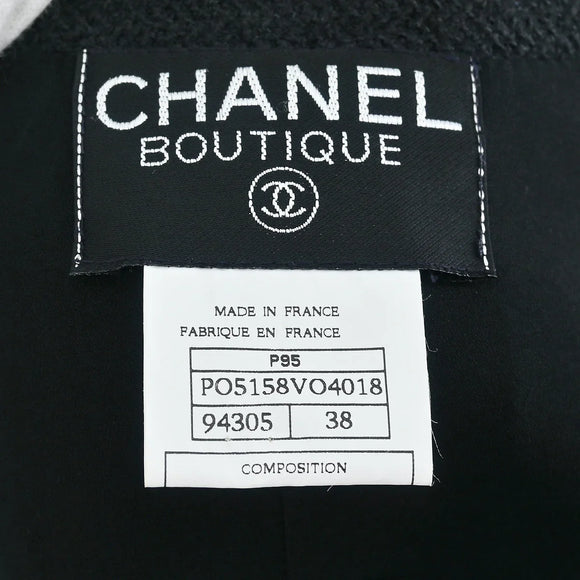 CHANEL
BOUTIQUE
MADE IN FRANCE
FABRIQUE EN FRANCE
P95
PO5158VO4018
94305 38
COMPOSITION